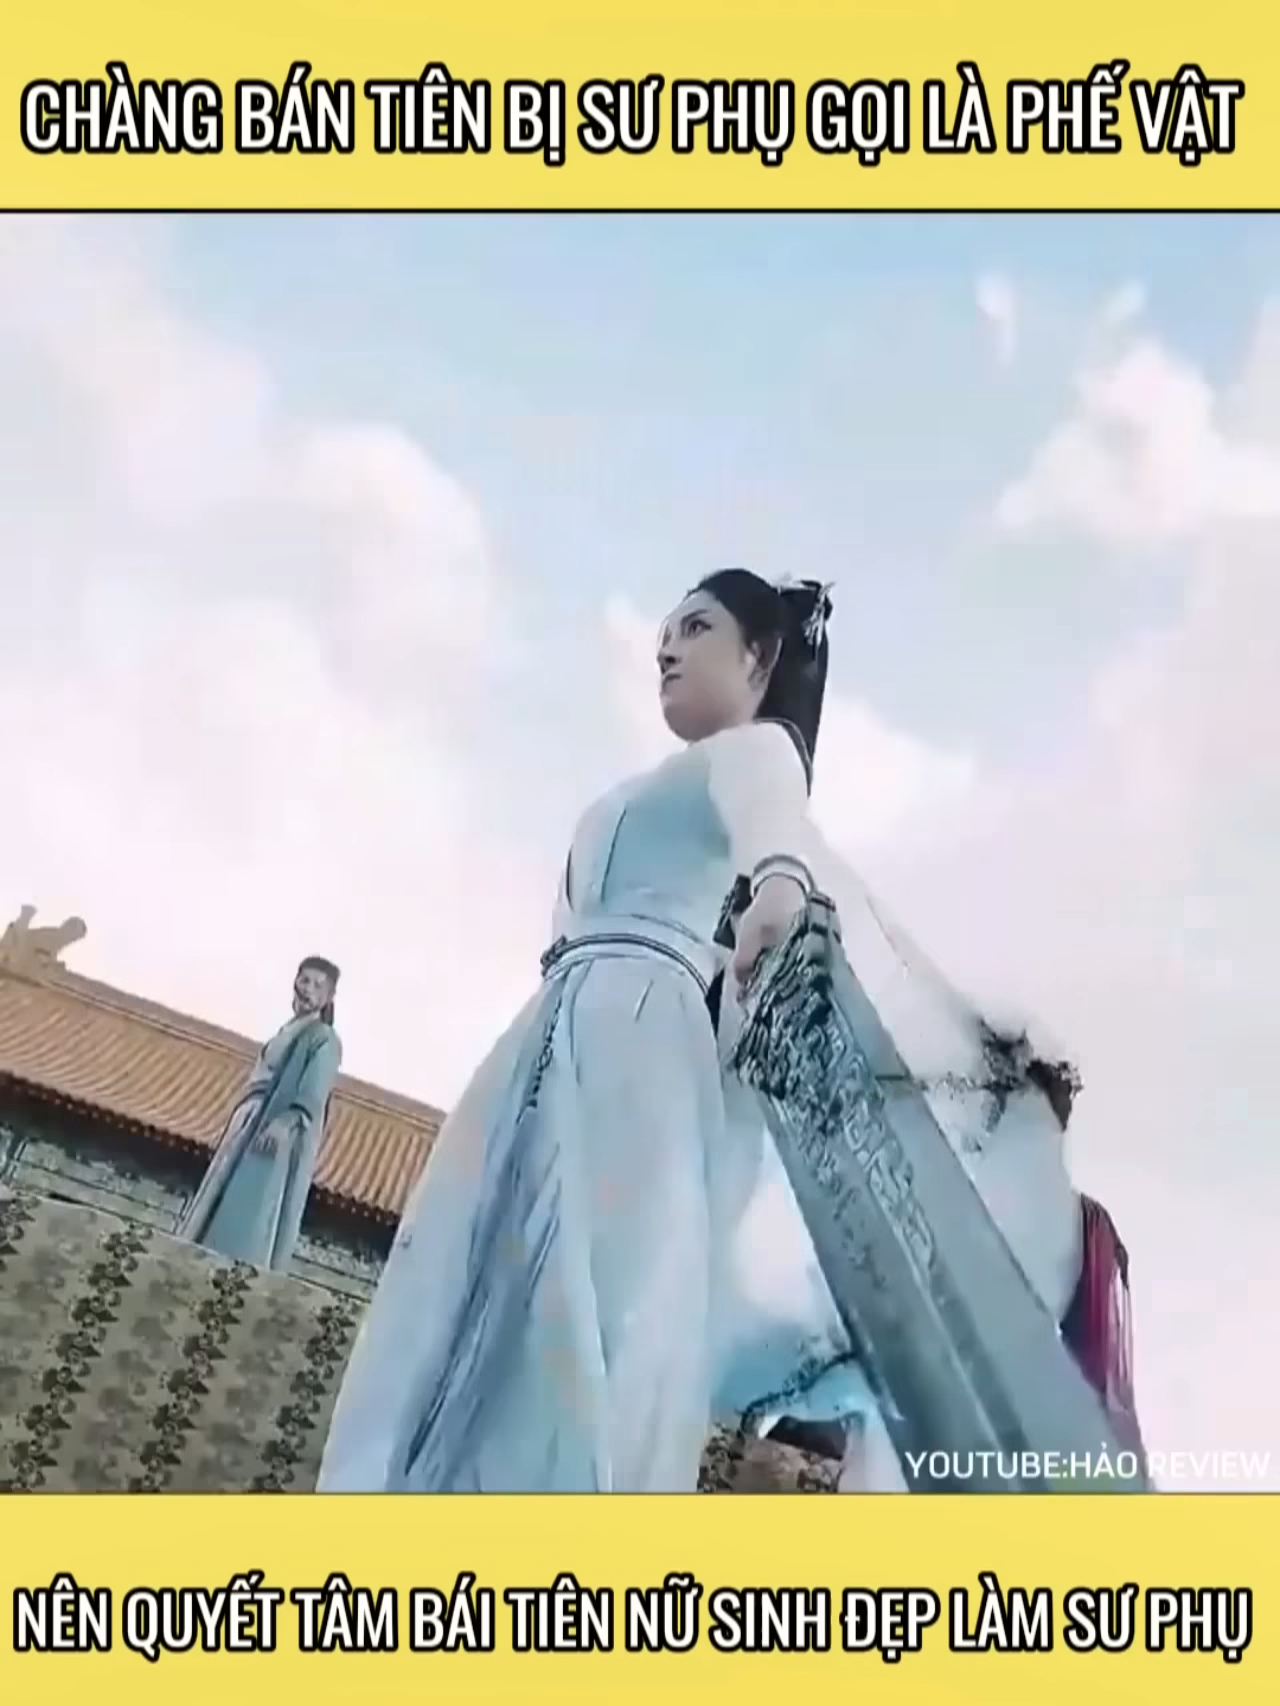 CHÀNG BÁN TIÊN BỊ SƯ PHỤ GỌI LÀ PHẾ VẬT
YOUTUBE:HẢO REVIEW
NÊN QUYẾT TÂM BÁI TIÊN NỮ SINH ĐẸP LÀM SƯ PHỤ